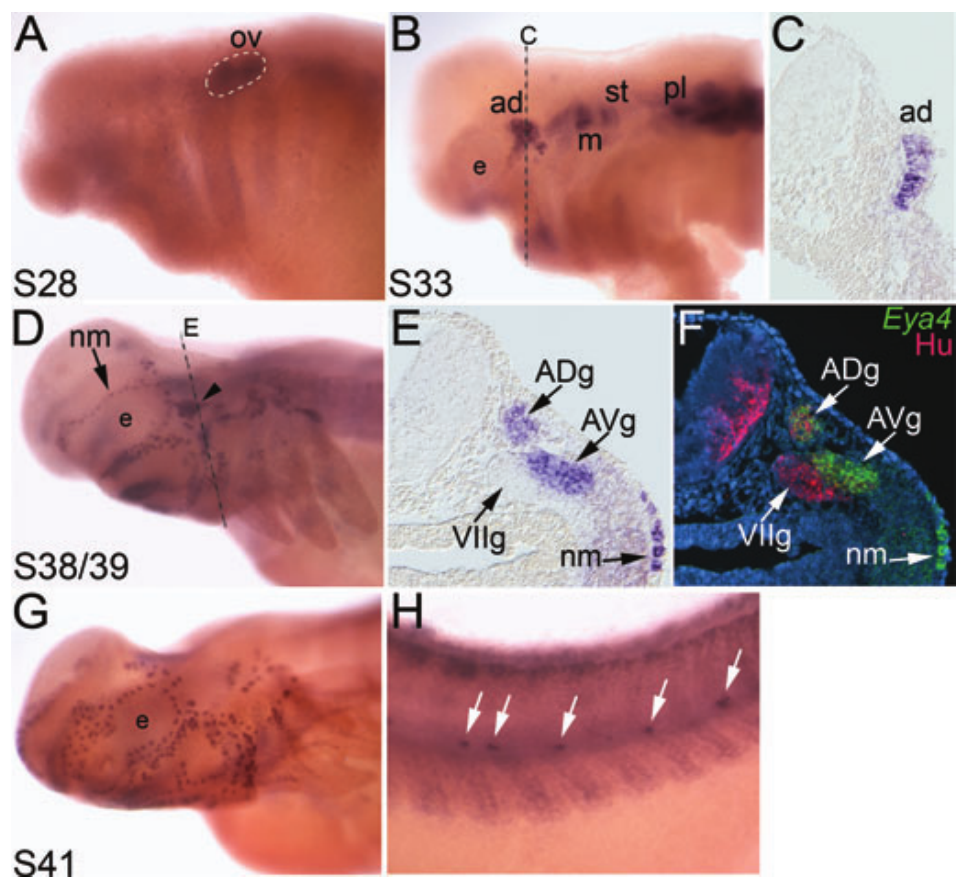 A
ov
S28
B
C
ad
st
pl
m
e
S33
C
ad
D
nm
E
e
S38/39
E
ADg
AVg
VIIg
nm
F
Eya4
Hu
ADg
AVg
VIIg
nm
G
e
S41
H